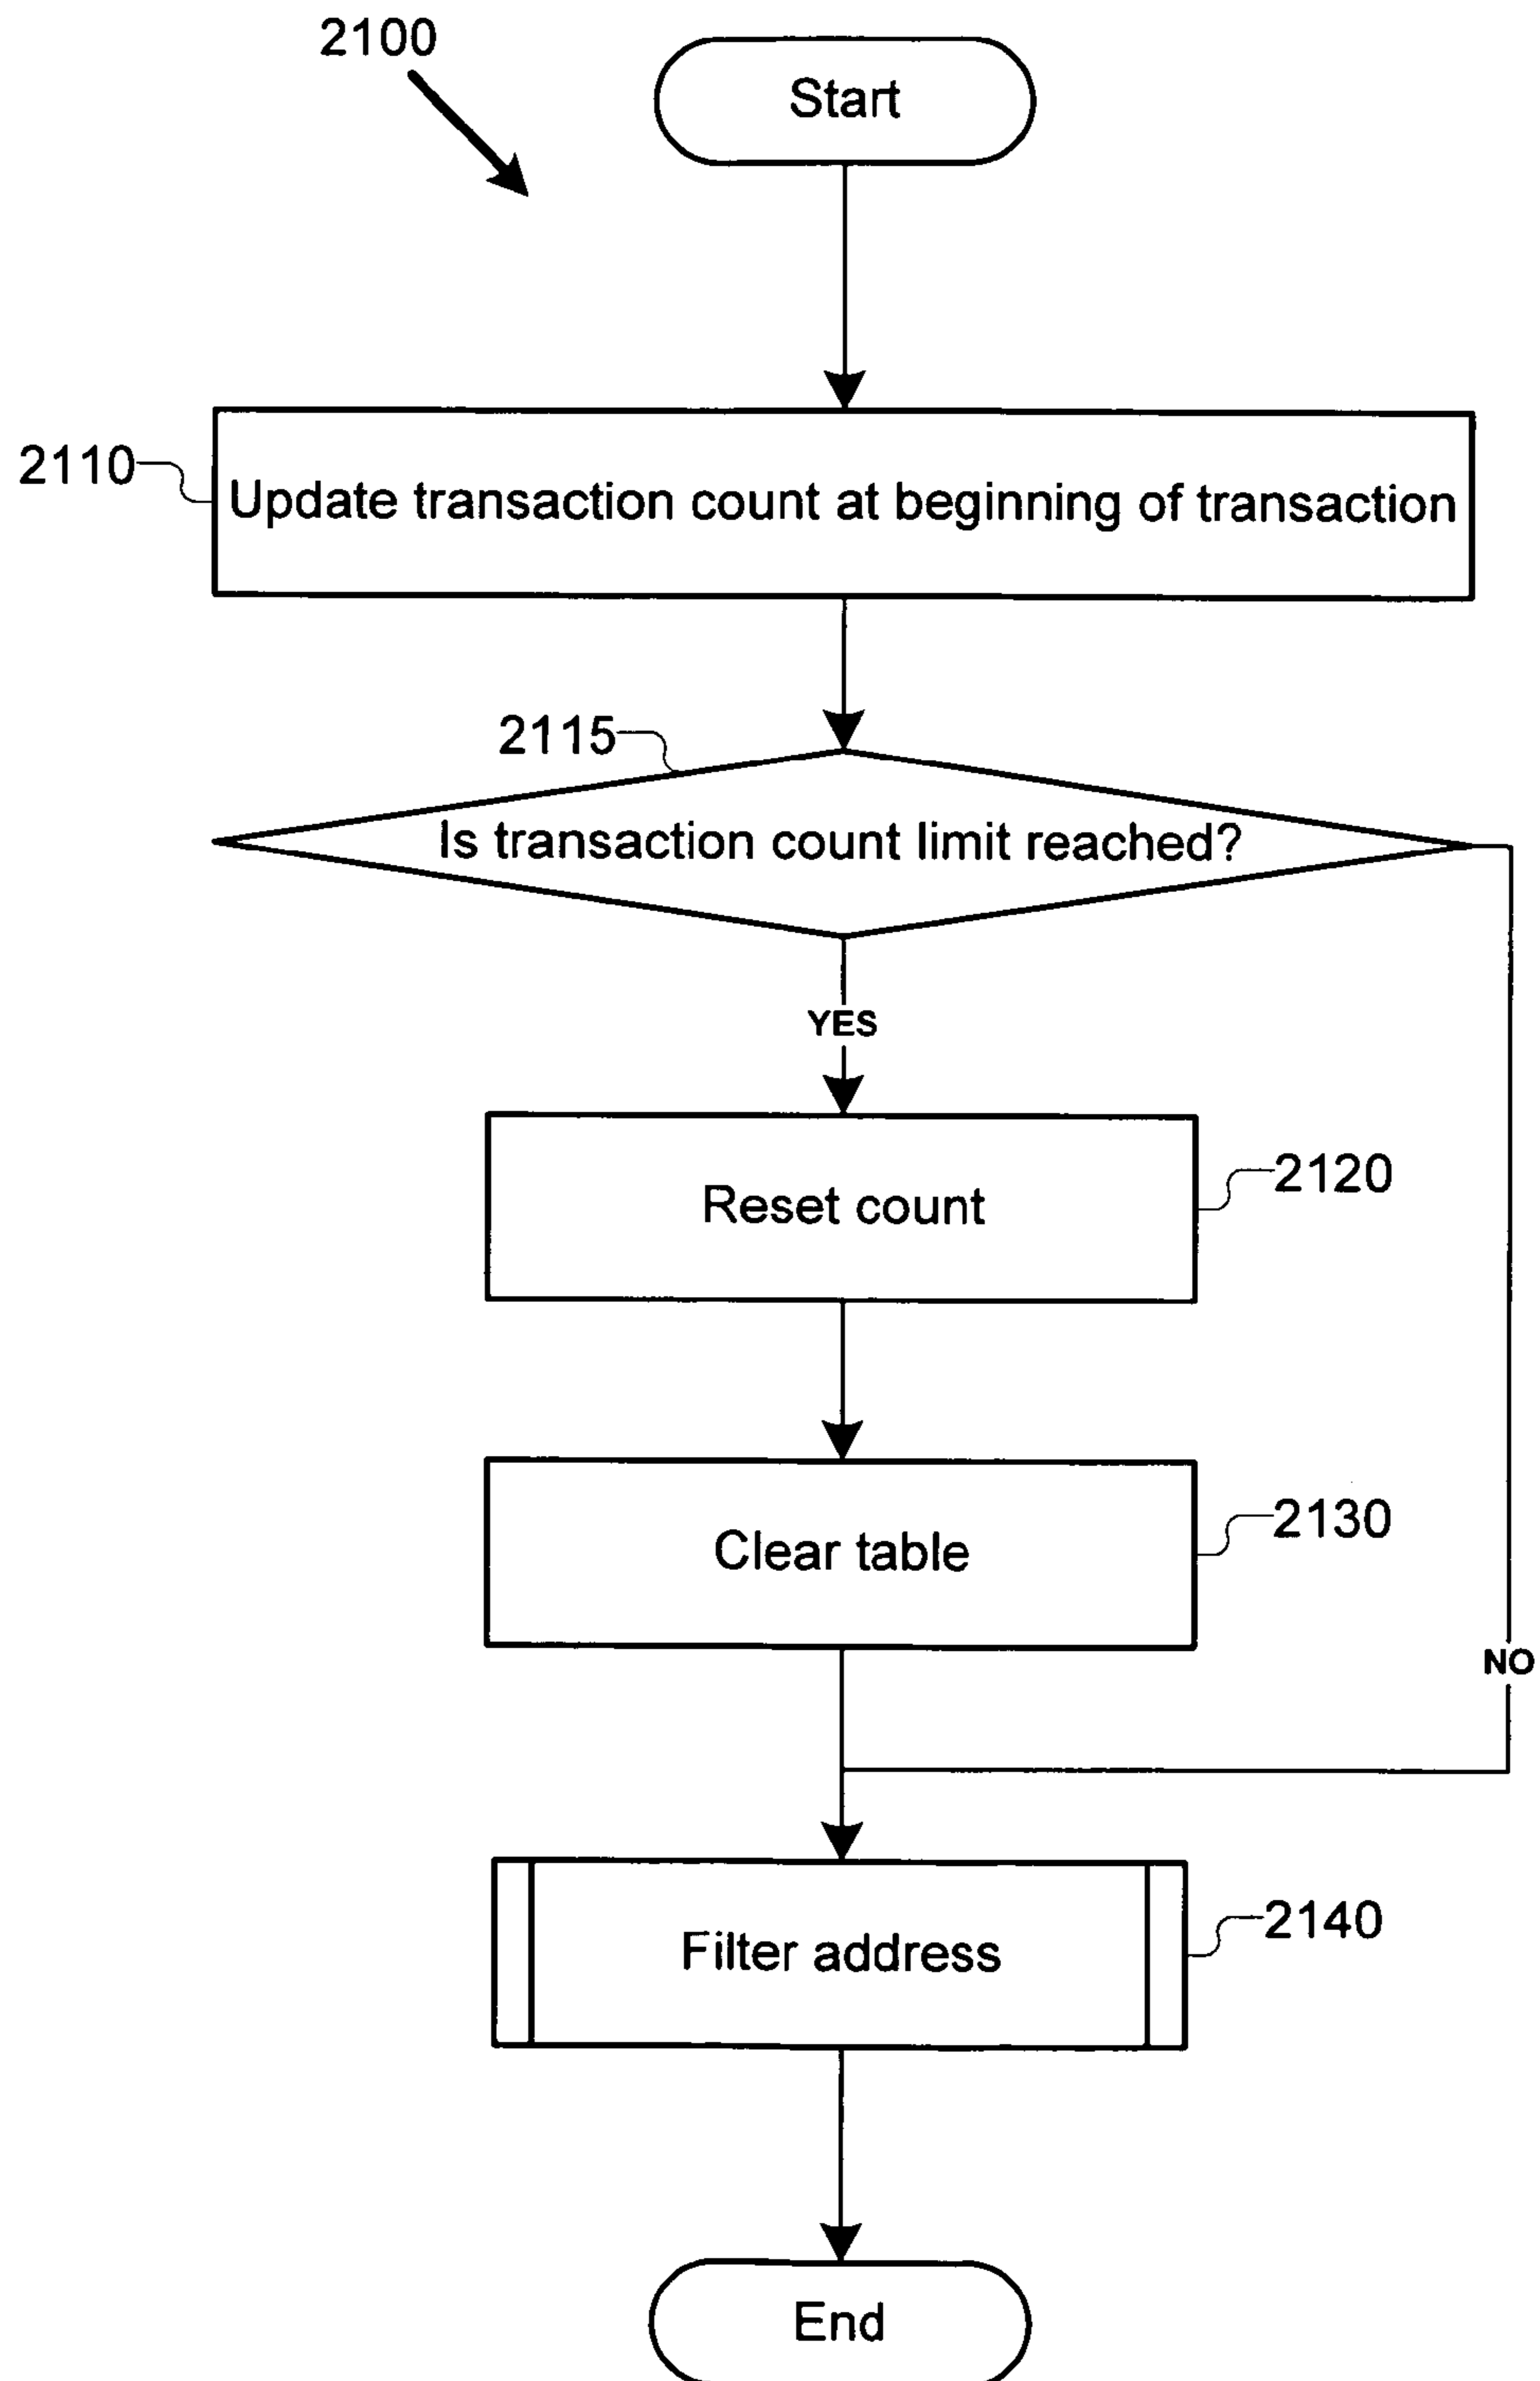 2100
Start
2110
Update transaction count at beginning of transaction
2115
Is transaction count limit reached?
YES
Reset count
2120
Clear table
2130
NO
Filter address
2140
End